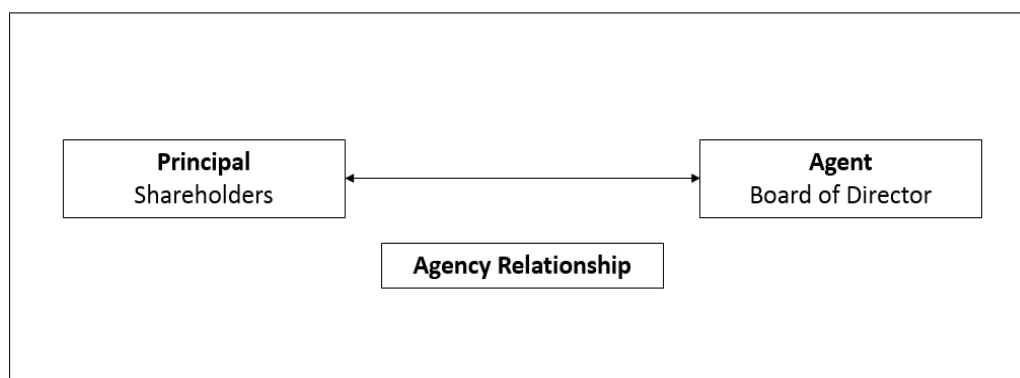 Principal
Shareholders
Agent
Board of Director
Agency Relationship